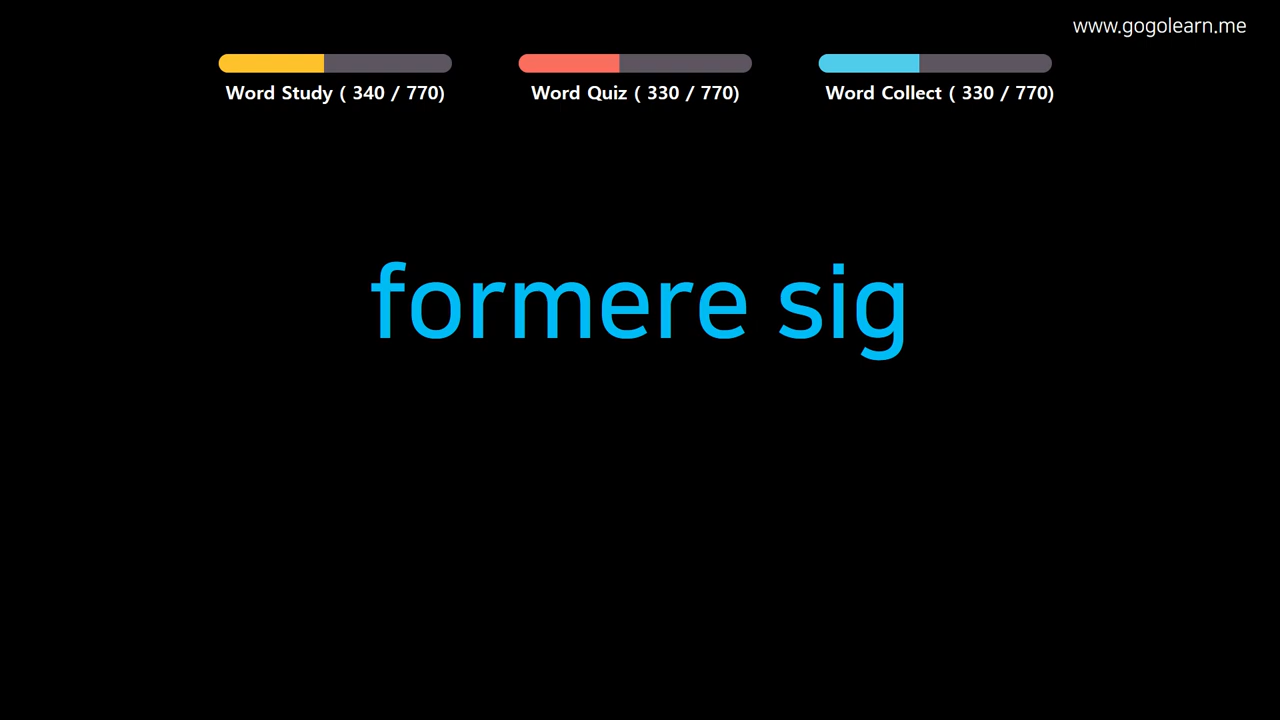 www.gogolearn.me
Word Study ( 340 / 770)
Word Quiz ( 330 / 770)
Word Collect ( 330 / 770)
formere sig